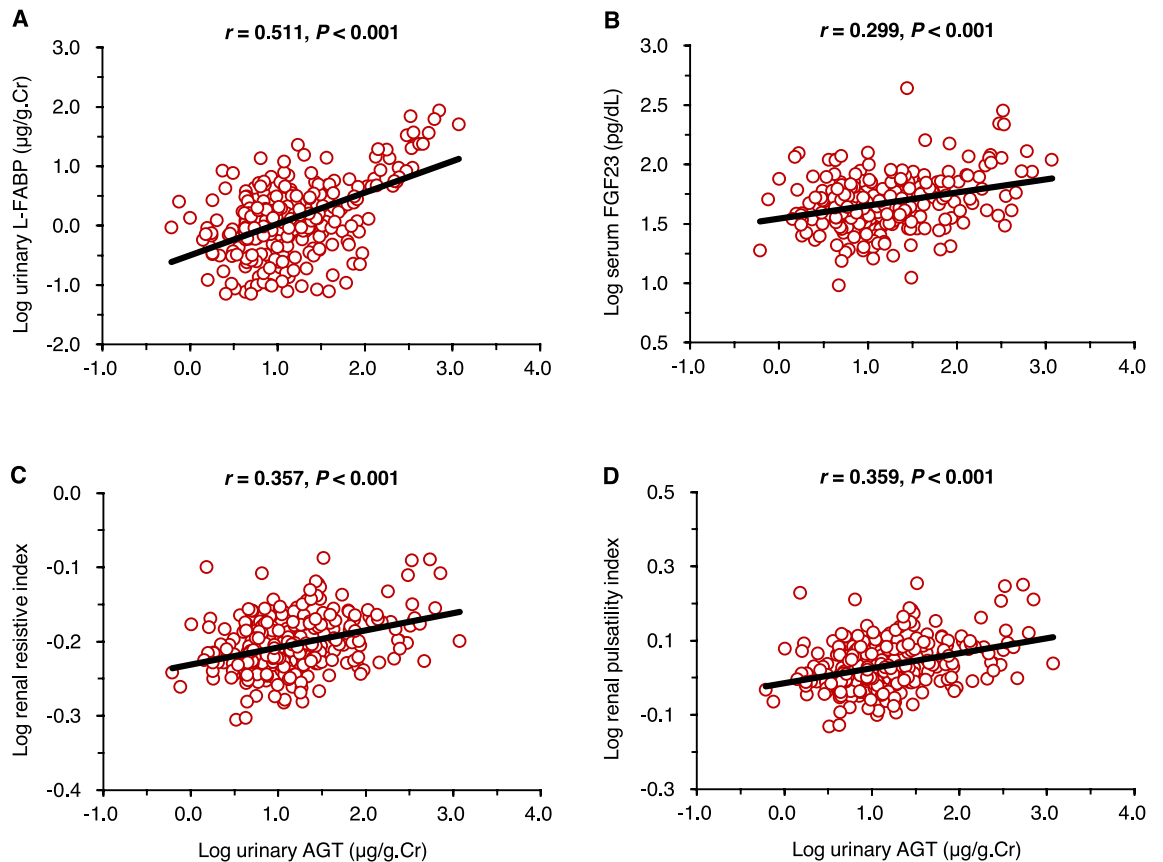 A
r = 0.511, P < 0.001
Log urinary L-FABP (µg/g.Cr)
3.0
2.0
1.0
0.0
-1.0
-2.0
-1.0 0.0 1.0 2.0 3.0 4.0
B
r = 0.299, P < 0.001
Log serum FGF23 (pg/dL)
3.0
2.5
2.0
1.5
1.0
0.5
-1.0 0.0 1.0 2.0 3.0 4.0
C
r = 0.357, P < 0.001
Log renal resistive index
0.0
-0.1
-0.2
-0.3
-0.4
-1.0 0.0 1.0 2.0 3.0 4.0
Log urinary AGT (µg/g.Cr)
D
r = 0.359, P < 0.001
Log renal pulsatility index
0.5
0.3
0.1
-0.1
-0.3
-1.0 0.0 1.0 2.0 3.0 4.0
Log urinary AGT (µg/g.Cr)